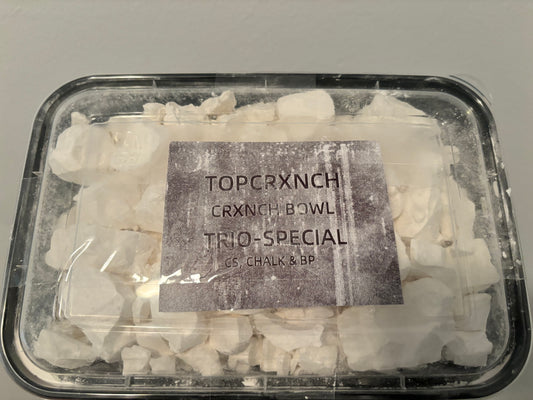 TOPCRXNCH
CRXNCH BOWL
TRIO-SPECIAL
CS, CHALK & BP